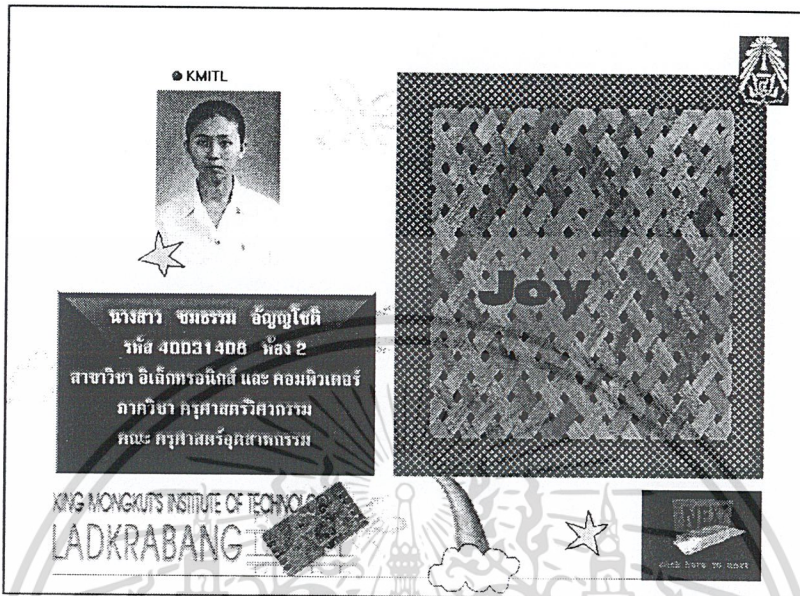 KMITL
Joy
นางสาว ชมธรรม อัญญโชติ
รหัส 40031408 ห้อง 2
สาขาวิชา อิเล็กทรอนิกส์ และ คอมพิวเตอร์
ภาควิชา ครุศาสตร์วิศวกรรม
คณะ ครุศาสตร์อุตสาหกรรม
KING MONGKUT'S INSTITUTE OF TECHNOLOGY
LADKRABANG
NEXT
click here to next